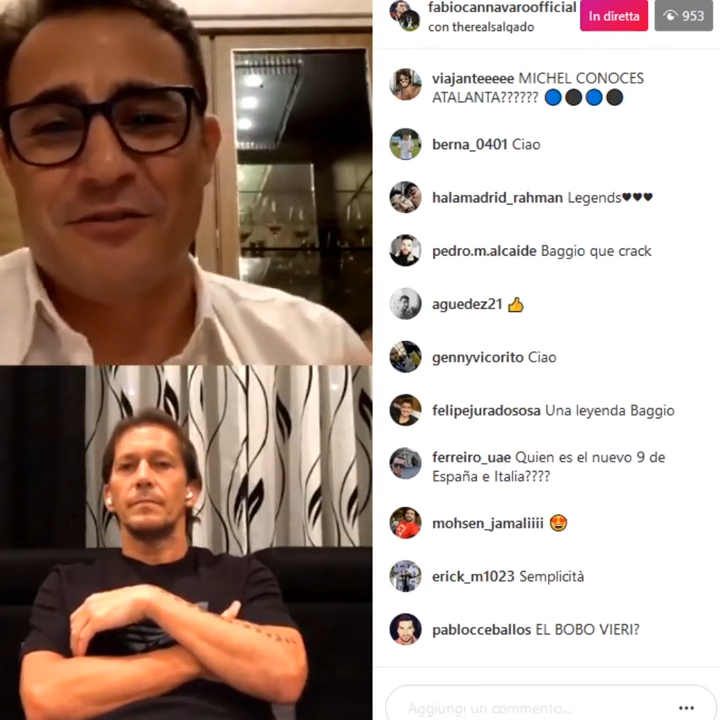 fabiocannavaroofficial
con therealsalgado
In diretta
953
viajanteeeee MICHEL CONOCES
ATALANTA?????? 🔵⚫🔵⚫
berna_0401 Ciao
halamadrid_rahman Legends♥♥♥
pedro.m.alcaide Baggio que crack
aguedez21 👍
gennyvicorito Ciao
felipejuradososa Una leyenda Baggio
ferreiro_uae Quien es el nuevo 9 de
España e Italia????
mohsen_jamaliiii 😍
erick_m1023 Semplicità
pablocceballos EL BOBO VIERI?
Aggiungi un commento...